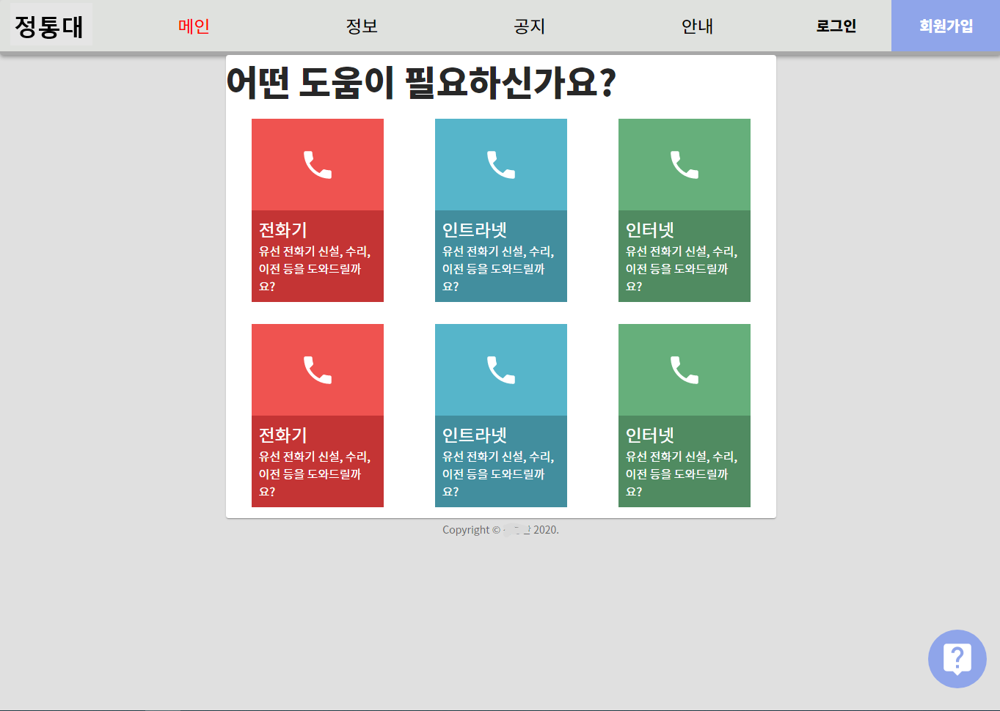 정통대 메인 정보 공지 안내 로그인 회원가입
어떤 도움이 필요하신가요?
전화기
유선 전화기 신설, 수리,
이전 등을 도와드릴까
요?
인트라넷
유선 전화기 신설, 수리,
이전 등을 도와드릴까
요?
인터넷
유선 전화기 신설, 수리,
이전 등을 도와드릴까
요?
전화기
유선 전화기 신설, 수리,
이전 등을 도와드릴까
요?
인트라넷
유선 전화기 신설, 수리,
이전 등을 도와드릴까
요?
인터넷
유선 전화기 신설, 수리,
이전 등을 도와드릴까
요?
Copyright © 2020.